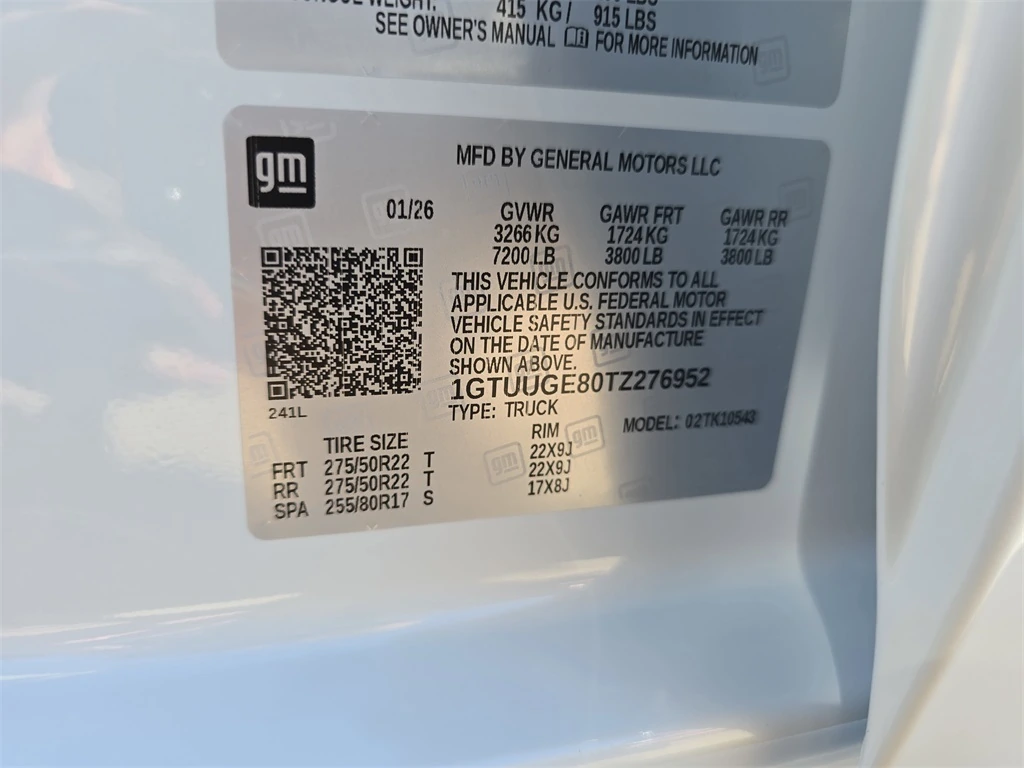 WEIGHT: 415 KG/ 915 LBS
SEE OWNER'S MANUAL FOR MORE INFORMATION
gm
MFD BY GENERAL MOTORS LLC
01/26 GVWR GAWR FRT GAWR RR
3266 KG 1724 KG 1724 KG
7200 LB 3800 LB 3800 LB
THIS VEHICLE CONFORMS TO ALL
APPLICABLE U.S. FEDERAL MOTOR
VEHICLE SAFETY STANDARDS IN EFFECT
ON THE DATE OF MANUFACTURE
SHOWN ABOVE.
1GTUUGE80TZ276952
TYPE: TRUCK MODEL: 02TK10543
241L
TIRE SIZE RIM
FRT 275/50R22 T 22X9J
RR 275/50R22 T 22X9J
SPA 255/80R17 S 17X8J